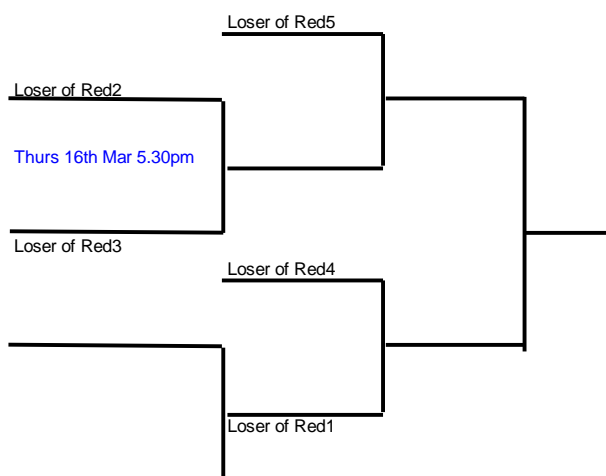 Loser of Red5
Loser of Red2
Thurs 16th Mar 5.30pm
Loser of Red3
Loser of Red4
Loser of Red1